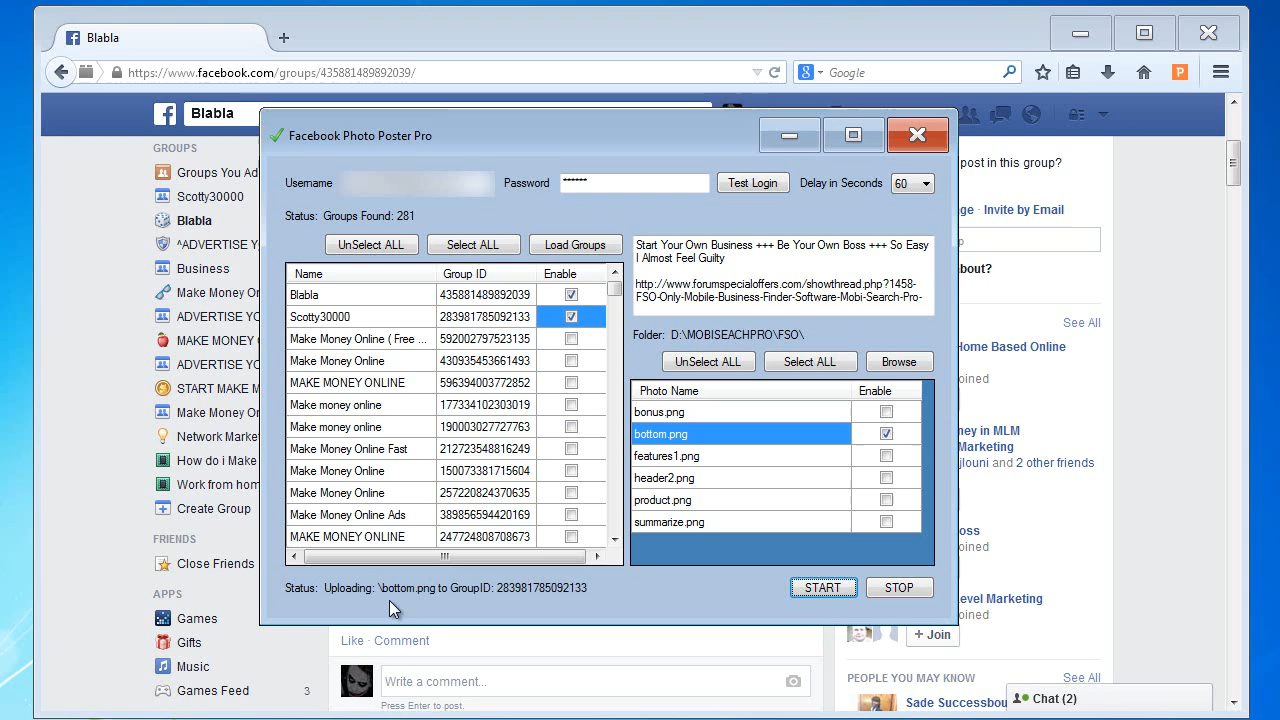 Blabla
https://www.facebook.com/groups/435881489892039/
Google
Blabla
GROUPS
Groups You Ad
Scotty30000
Blabla
^ADVERTISE Y
Business
Make Money On
ADVERTISE YOU
MAKE MONEY
ADVERTISE YOU
START MAKE M
Make Money On
Network Marke
How do i Make
Work from hom
Create Group
FRIENDS
Close Friends
APPS
Games
Gifts
Music
Games Feed 3
Facebook Photo Poster Pro
Username
Password ******
Test Login
Delay in Seconds 60
Status: Groups Found: 281
UnSelect ALL
Select ALL
Load Groups
Name Group ID Enable
Blabla 435881489892039
Scotty30000 283981785092133
Make Money Online ( Free ... 592002797523135
Make Money Online 430935453661493
MAKE MONEY ONLINE 596394003772852
Make money online 177334102303019
Make money online 190003027727763
Make Money Online Fast 212723548816249
Make Money Online 150073381715604
Make Money Online 257220824370635
Make Money Online Ads 389856594420169
MAKE MONEY ONLINE 247724808708673
Start Your Own Business +++ Be Your Own Boss +++ So Easy
I Almost Feel Guilty
http://www.forumspecialoffers.com/showthread.php?1458-
FSO-Only-Mobile-Business-Finder-Software-Mobi-Search-Pro-
Folder: D:\MOBISEACHPRO\FSO\
UnSelect ALL
Select ALL
Browse
Photo Name Enable
bonus.png
bottom.png
features1.png
header2.png
product.png
summarize.png
Status: Uploading: \bottom.png to GroupID: 283981785092133
START
STOP
Like · Comment
Write a comment...
Press Enter to post.
post in this group?
ge · Invite by Email
p
about?
See All
Home Based Online
oined
ney in MLM
Marketing
jlouni and 2 other friends
oss
oined
Level Marketing
+ Join
PEOPLE YOU MAY KNOW
See All
Sade Successbou
Chat (2)